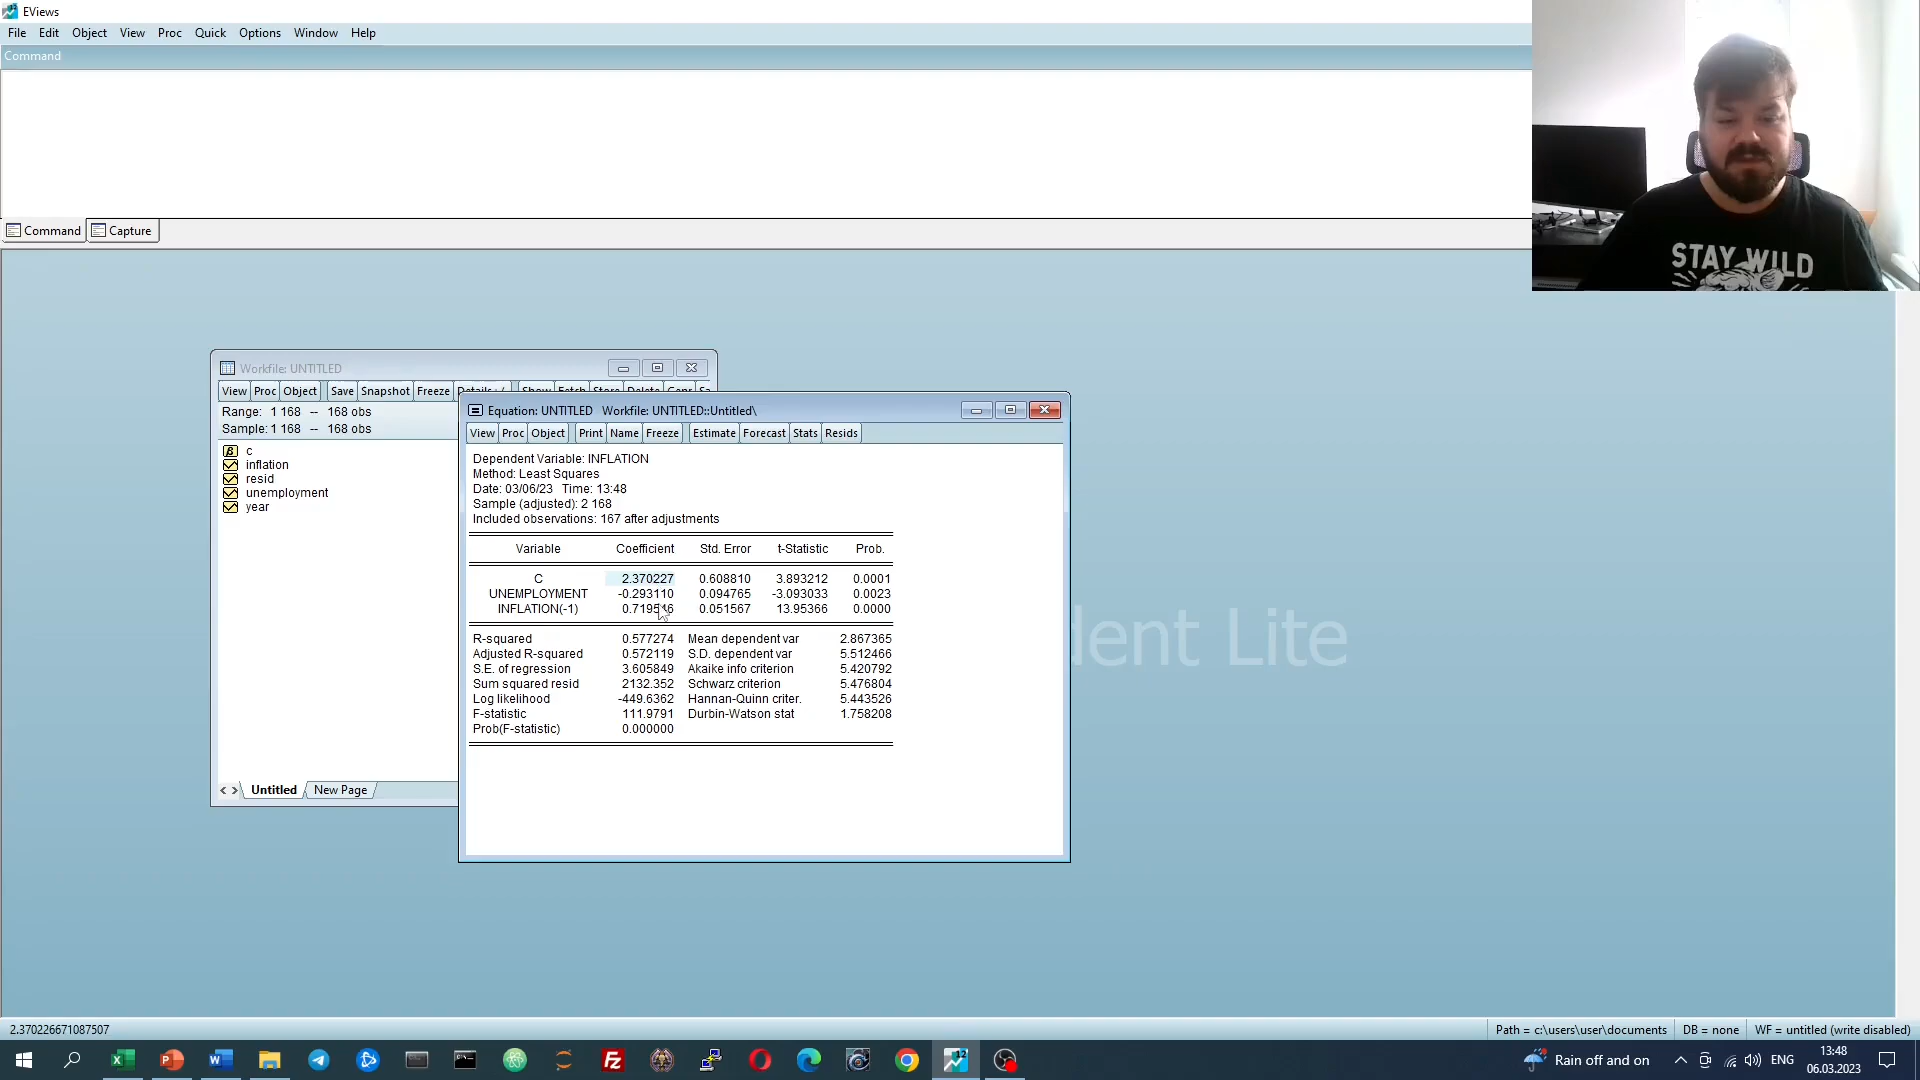 EViews
File Edit Object View Proc Quick Options Window Help
Command
Command Capture
STAY WILD
Workfile: UNTITLED
View Proc Object Save Snapshot Freeze
Range: 1 168 -- 168 obs
Sample: 1 168 -- 168 obs
c
inflation
resid
unemployment
year
Untitled New Page
Equation: UNTITLED Workfile: UNTITLED::Untitled\
View Proc Object Print Name Freeze Estimate Forecast Stats Resids
Dependent Variable: INFLATION
Method: Least Squares
Date: 03/06/23 Time: 13:48
Sample (adjusted): 2 168
Included observations: 167 after adjustments
Variable Coefficient Std. Error t-Statistic Prob.
C 2.370227 0.608810 3.893212 0.0001
UNEMPLOYMENT -0.293110 0.094765 -3.093033 0.0023
INFLATION(-1) 0.051567 13.95366 0.0000
R-squared 0.577274 Mean dependent var 2.867365
Adjusted R-squared 0.572119 S.D. dependent var 5.512466
S.E. of regression 3.605849 Akaike info criterion 5.420792
Sum squared resid 2132.352 Schwarz criterion 5.476804
Log likelihood -449.6362 Hannan-Quinn criter. 5.443526
F-statistic 111.9791 Durbin-Watson stat 1.758208
Prob(F-statistic) 0.000000
dent Lite
2.370226671087507
Path = c:\users\user\documents DB = none WF = untitled (write disabled)
Rain off and on ENG 13:48
06.03.2023